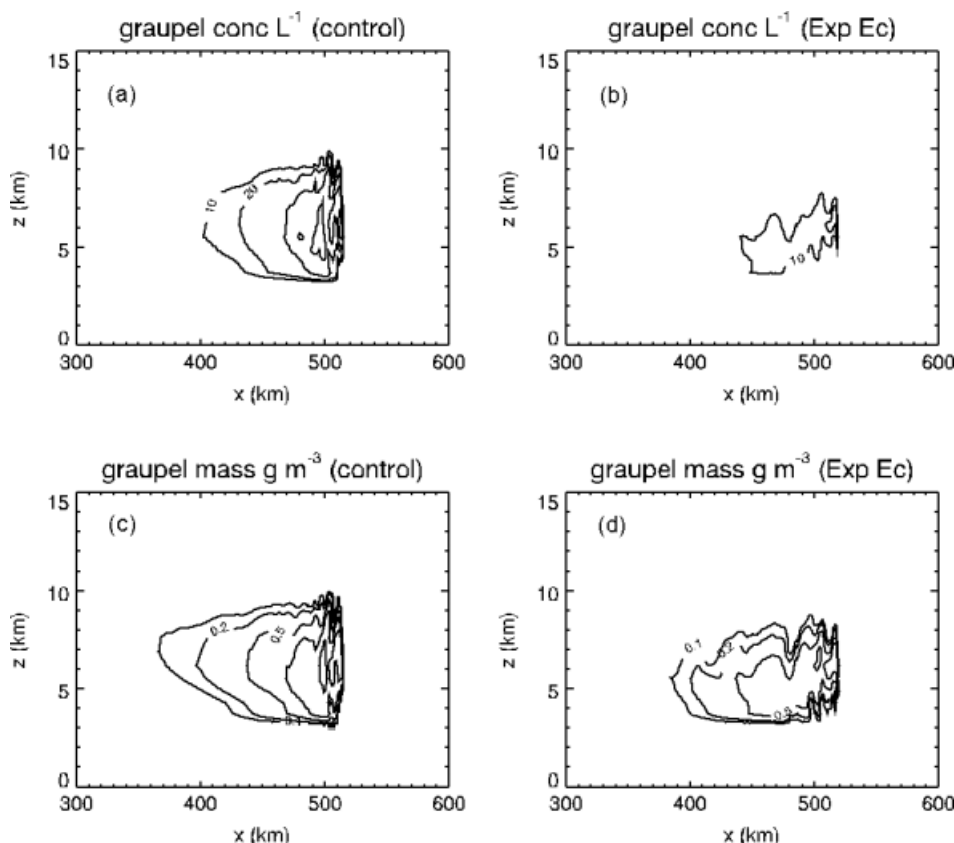 graupel conc L⁻¹ (control)
(a)
15
10
5
0
z (km)
10
20
300 400 500 600
x (km)
graupel conc L⁻¹ (Exp Ec)
(b)
15
10
5
0
z (km)
10
300 400 500 600
x (km)
graupel mass g m⁻³ (control)
(c)
15
10
5
0
z (km)
0.2
0.5
300 400 500 600
x (km)
graupel mass g m⁻³ (Exp Ec)
(d)
15
10
5
0
z (km)
0.1
0.2
300 400 500 600
x (km)